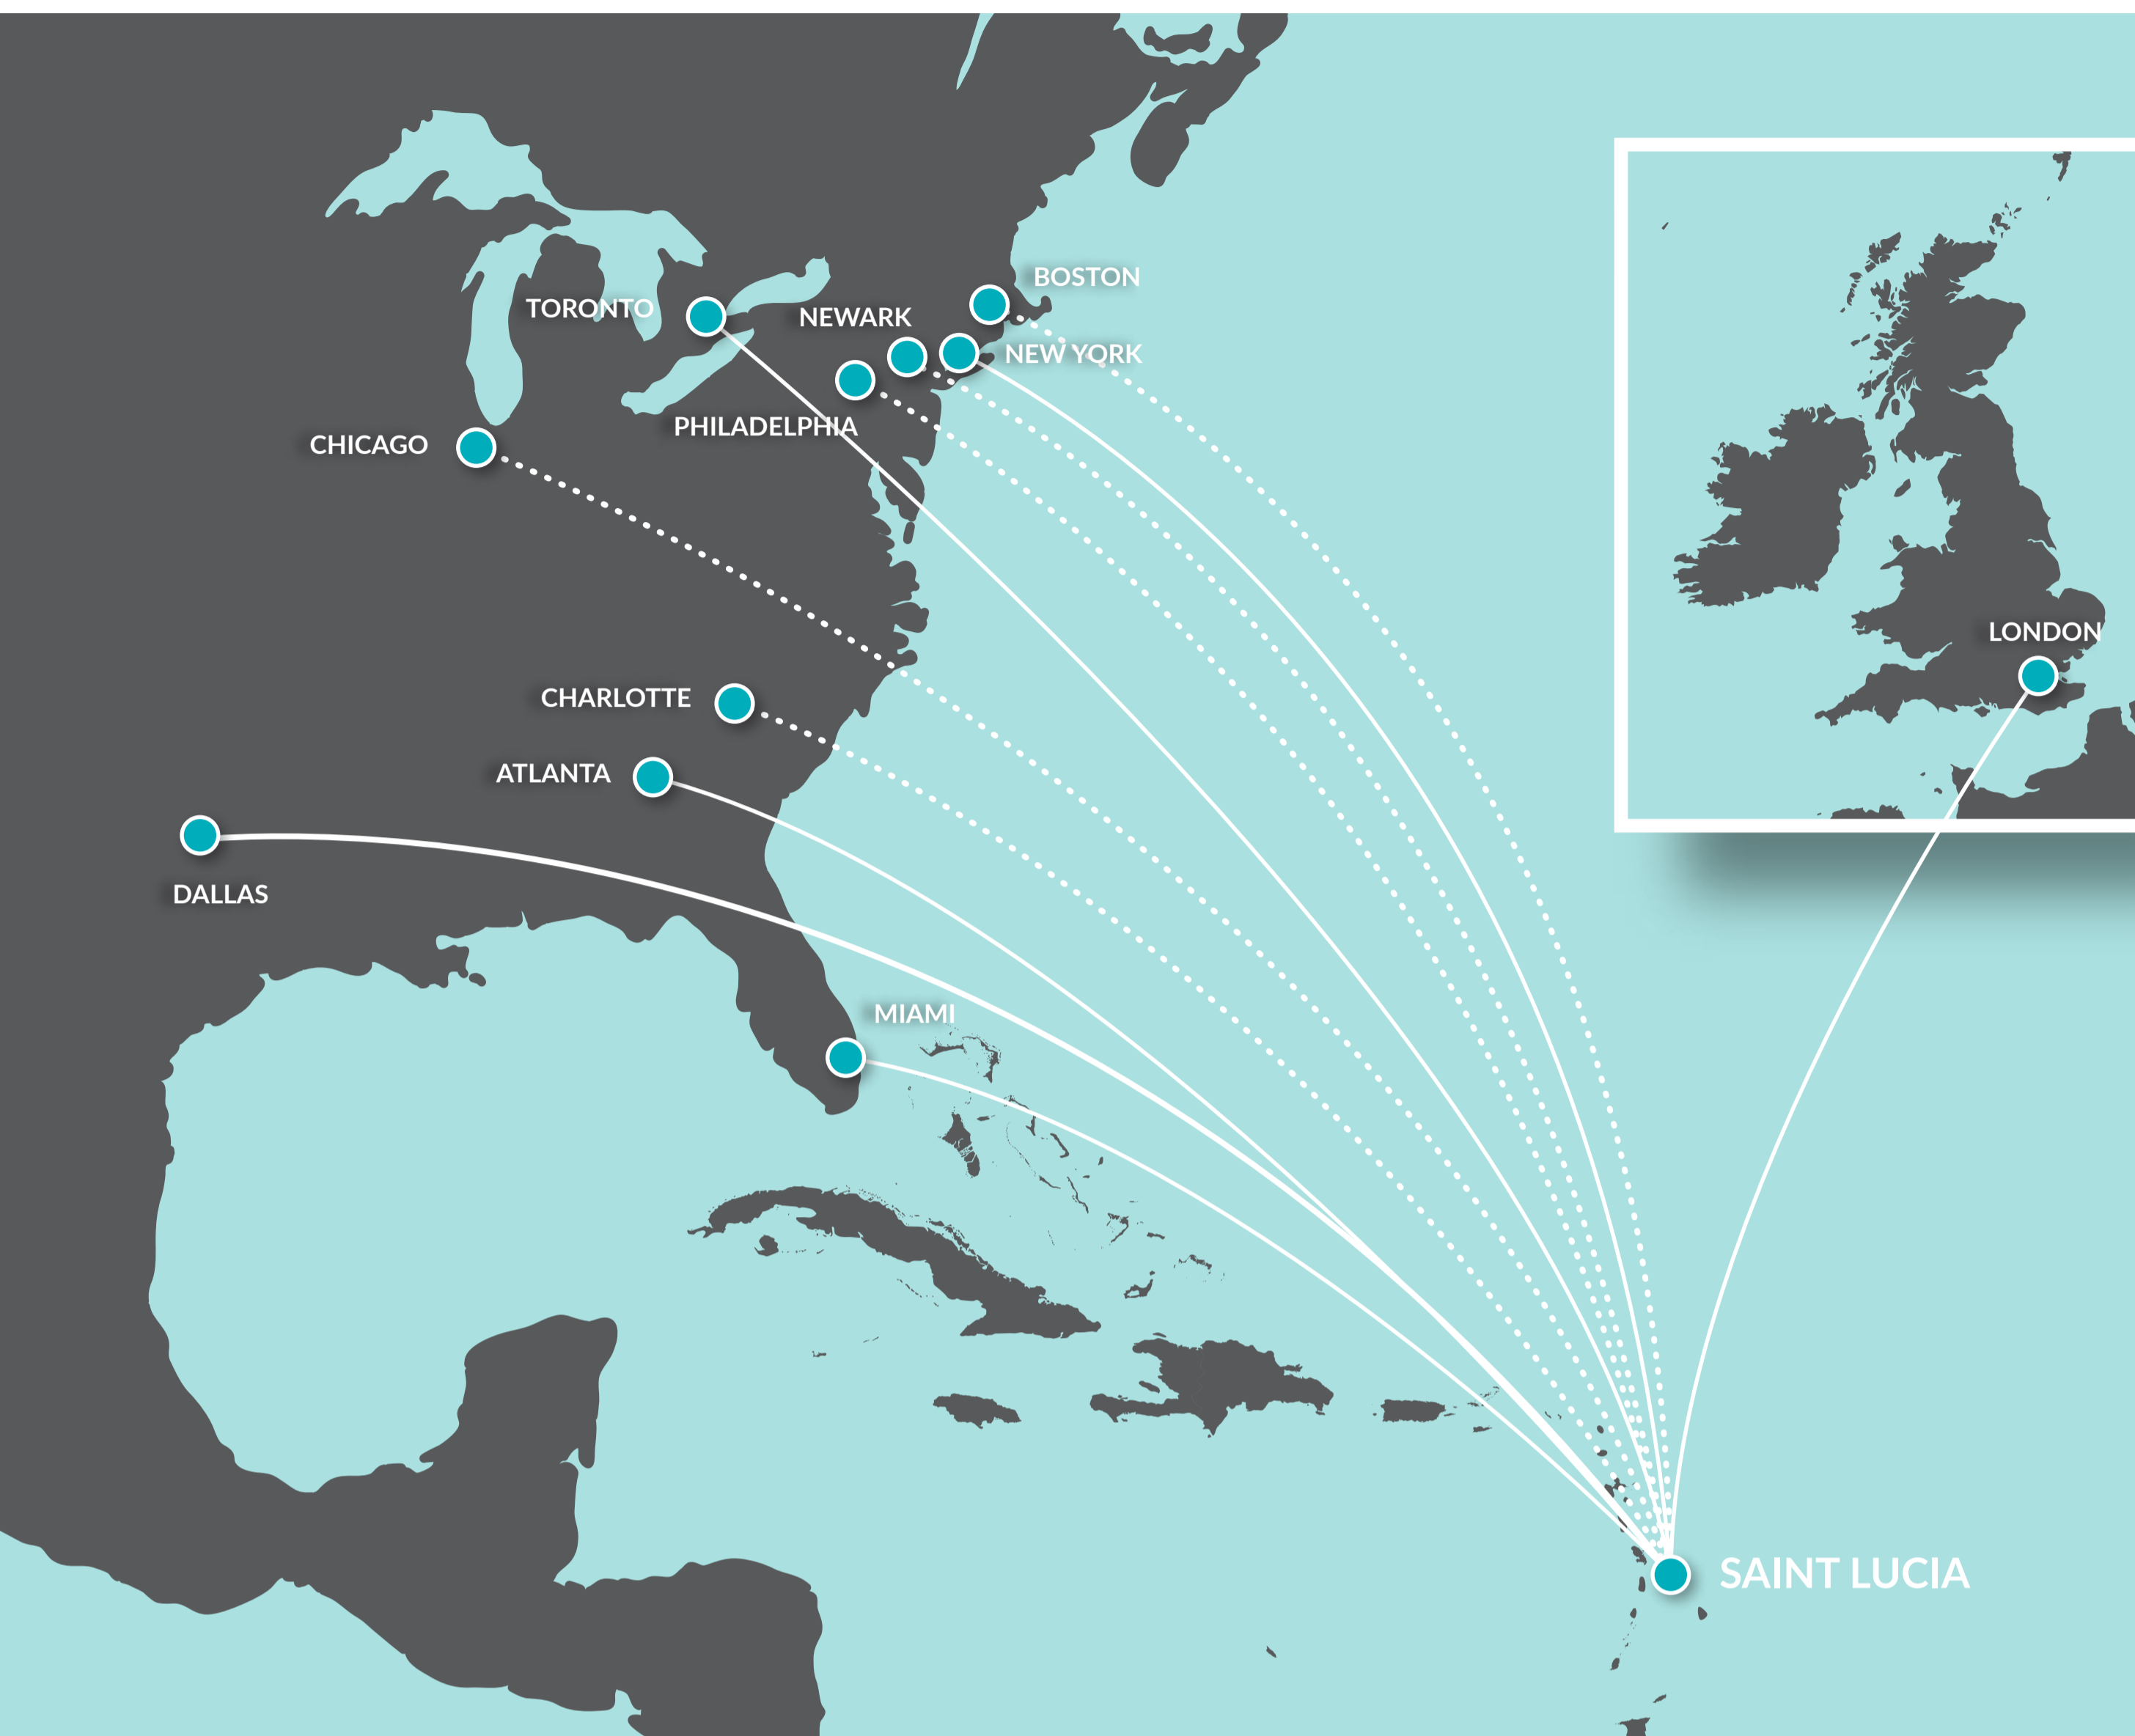 BOSTON
TORONTO
NEWARK
NEW YORK
PHILADELPHIA
CHICAGO
LONDON
CHARLOTTE
ATLANTA
DALLAS
MIAMI
SAINT LUCIA